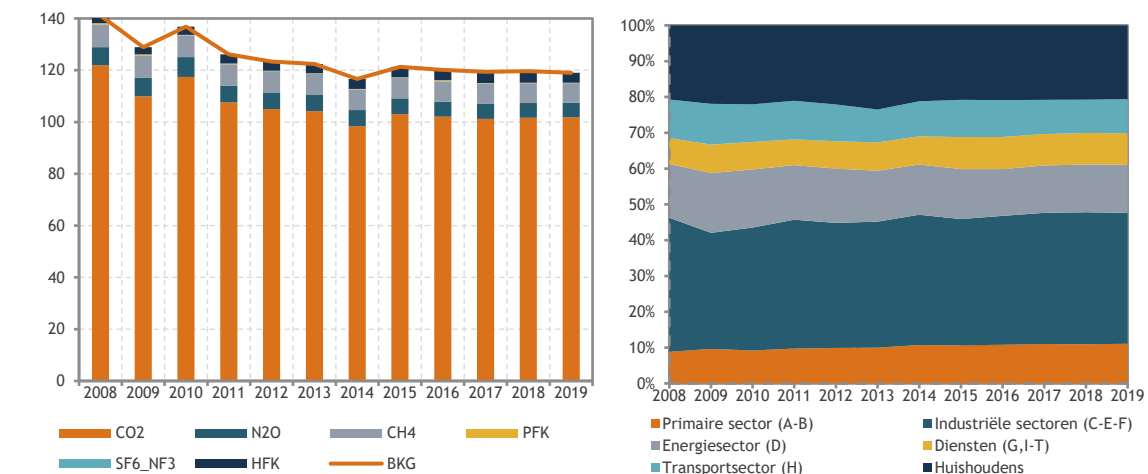 140
120
100
80
60
40
20
0
2008 2009 2010 2011 2012 2013 2014 2015 2016 2017 2018 2019
CO2 N2O CH4 PFK
SF6_NF3 HFK BKG
100%
90%
80%
70%
60%
50%
40%
30%
20%
10%
0%
2008 2009 2010 2011 2012 2013 2014 2015 2016 2017 2018 2019
Primaire sector (A-B) Industriële sectoren (C-E-F)
Energiesector (D) Diensten (G,I-T)
Transportsector (H) Huishoudens